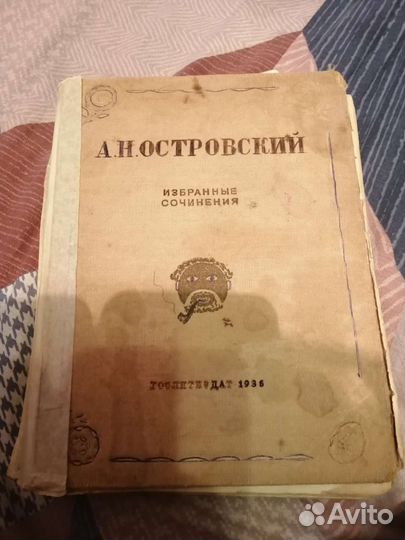 А.Н.ОСТРОВСКИЙ
ИЗБРАННЫЕ
СОЧИНЕНИЯ
ГОСЛИТИЗДАТ 1936
Avito